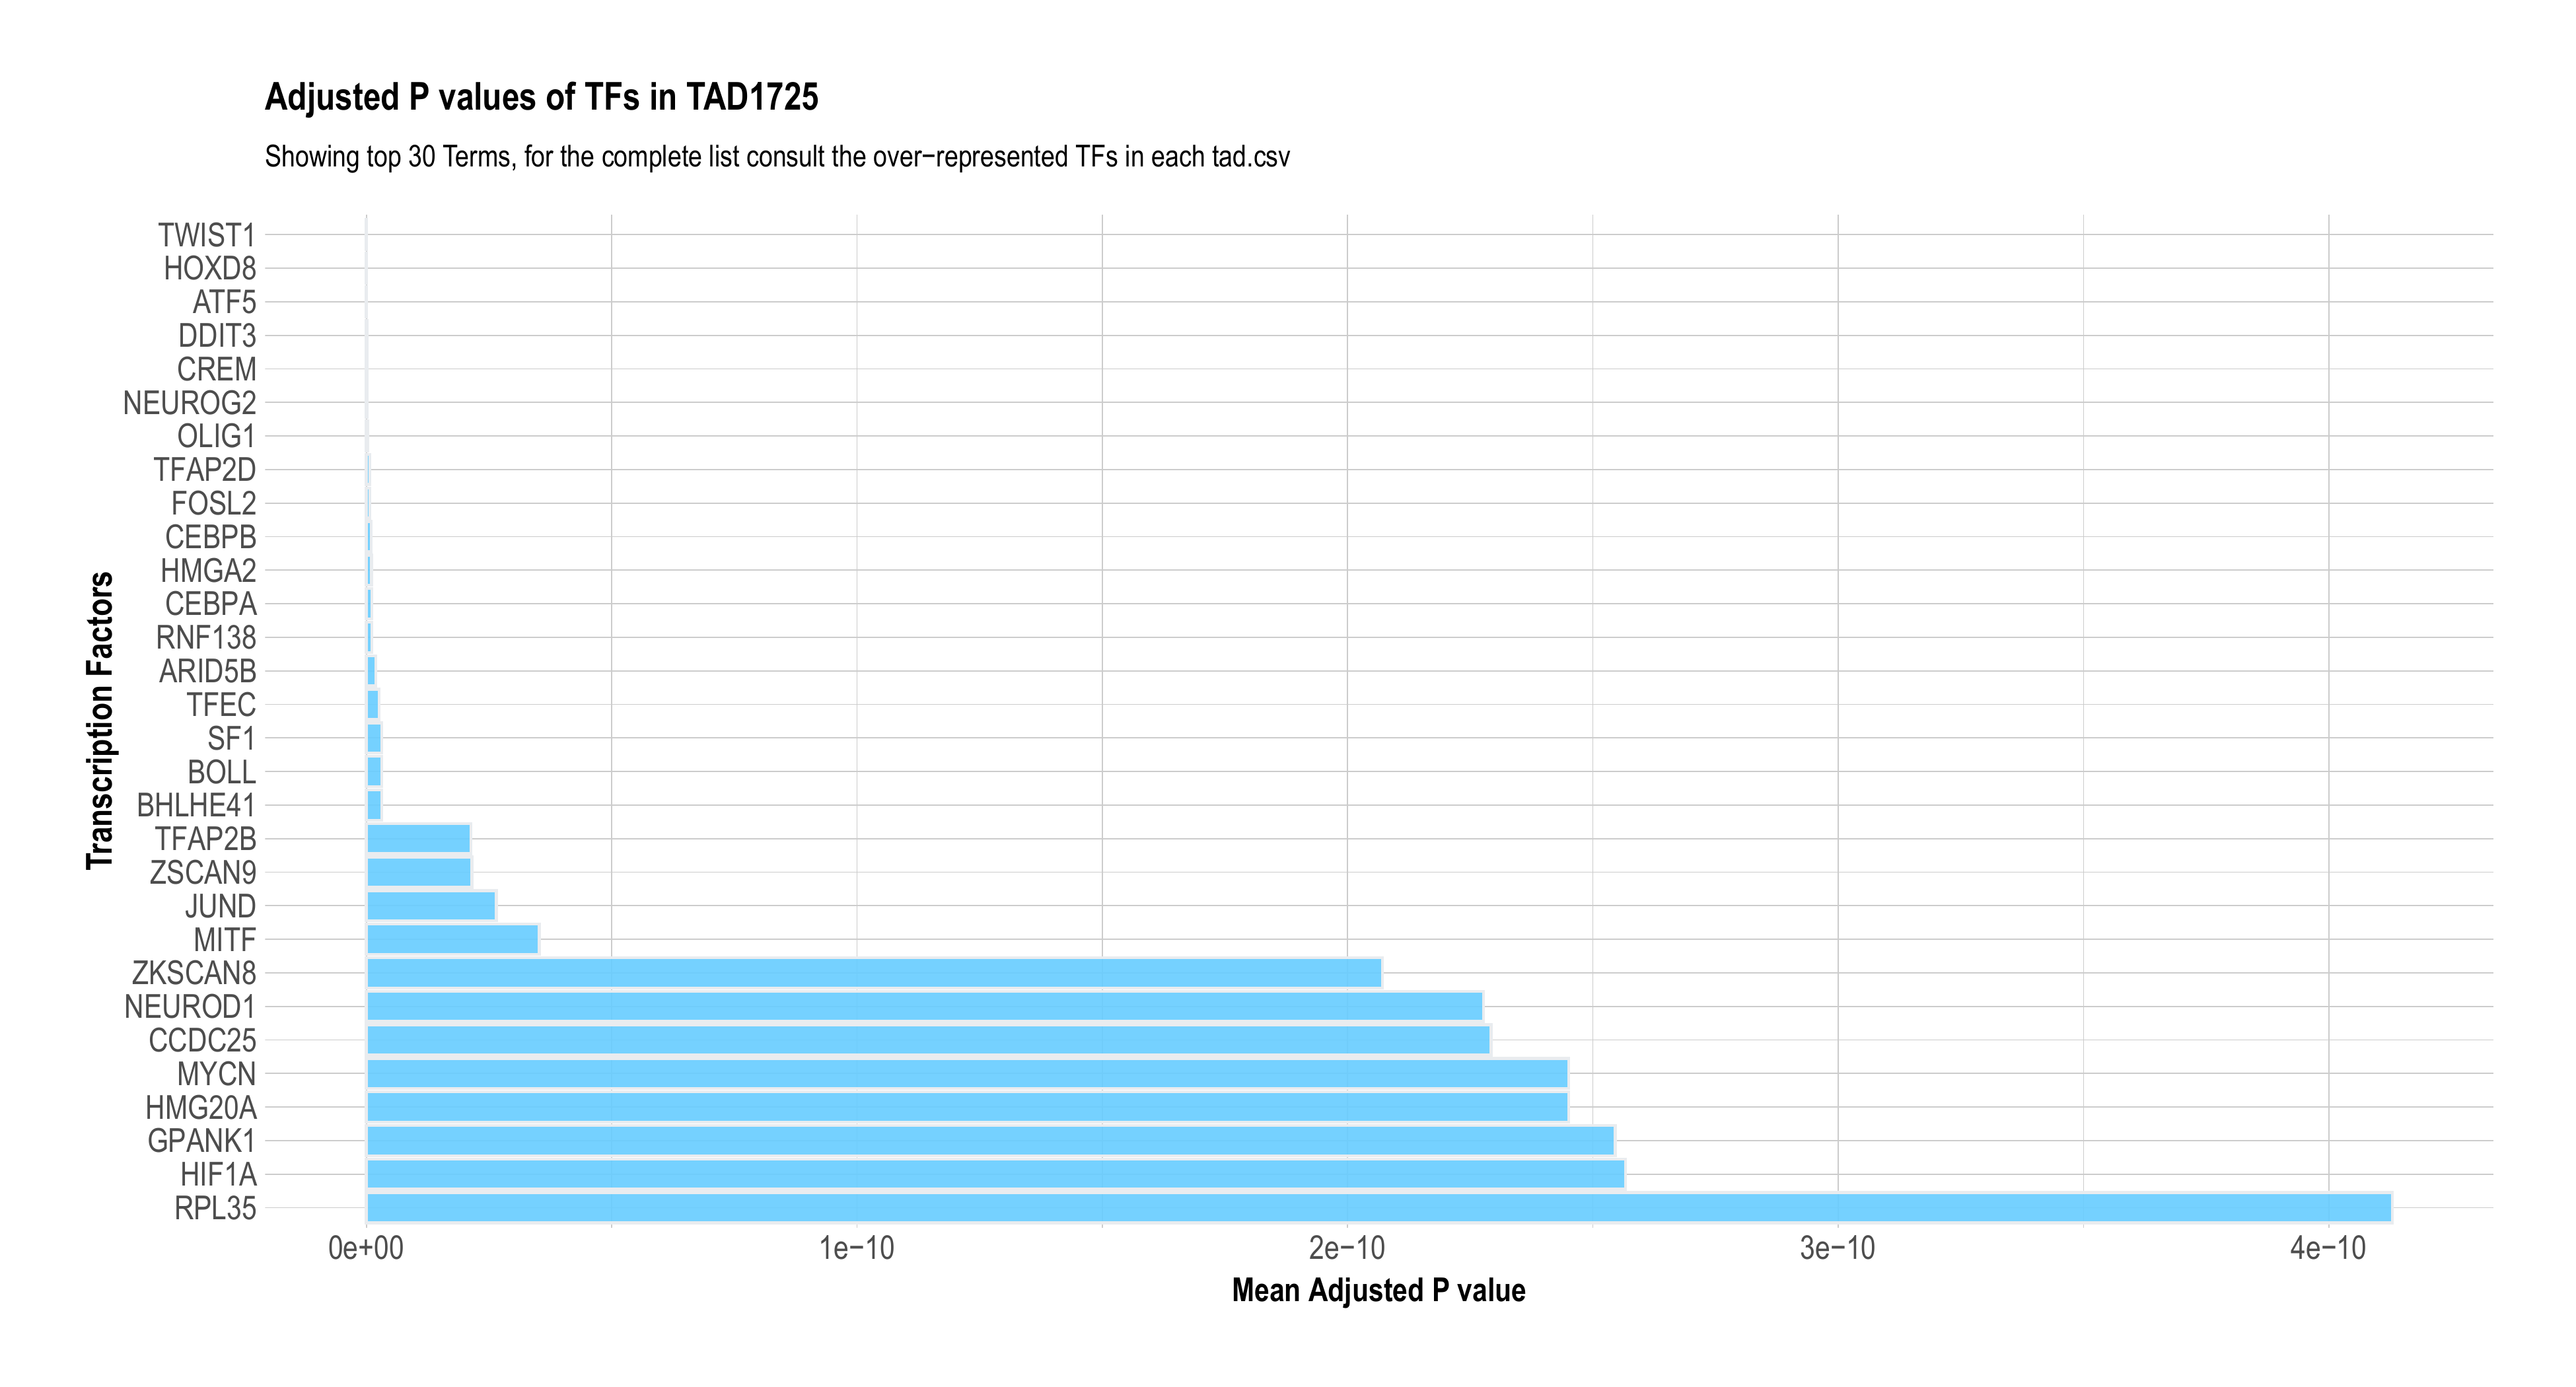 Adjusted P values of TFs in TAD1725
Showing top 30 Terms, for the complete list consult the over−represented TFs in each tad.csv
Transcription Factors
TWIST1
HOXD8
ATF5
DDIT3
CREM
NEUROG2
OLIG1
TFAP2D
FOSL2
CEBPB
HMGA2
CEBPA
RNF138
ARID5B
TFEC
SF1
BOLL
BHLHE41
TFAP2B
ZSCAN9
JUND
MITF
ZKSCAN8
NEUROD1
CCDC25
MYCN
HMG20A
GPANK1
HIF1A
RPL35
0e+00 1e−10 2e−10 3e−10 4e−10
Mean Adjusted P value